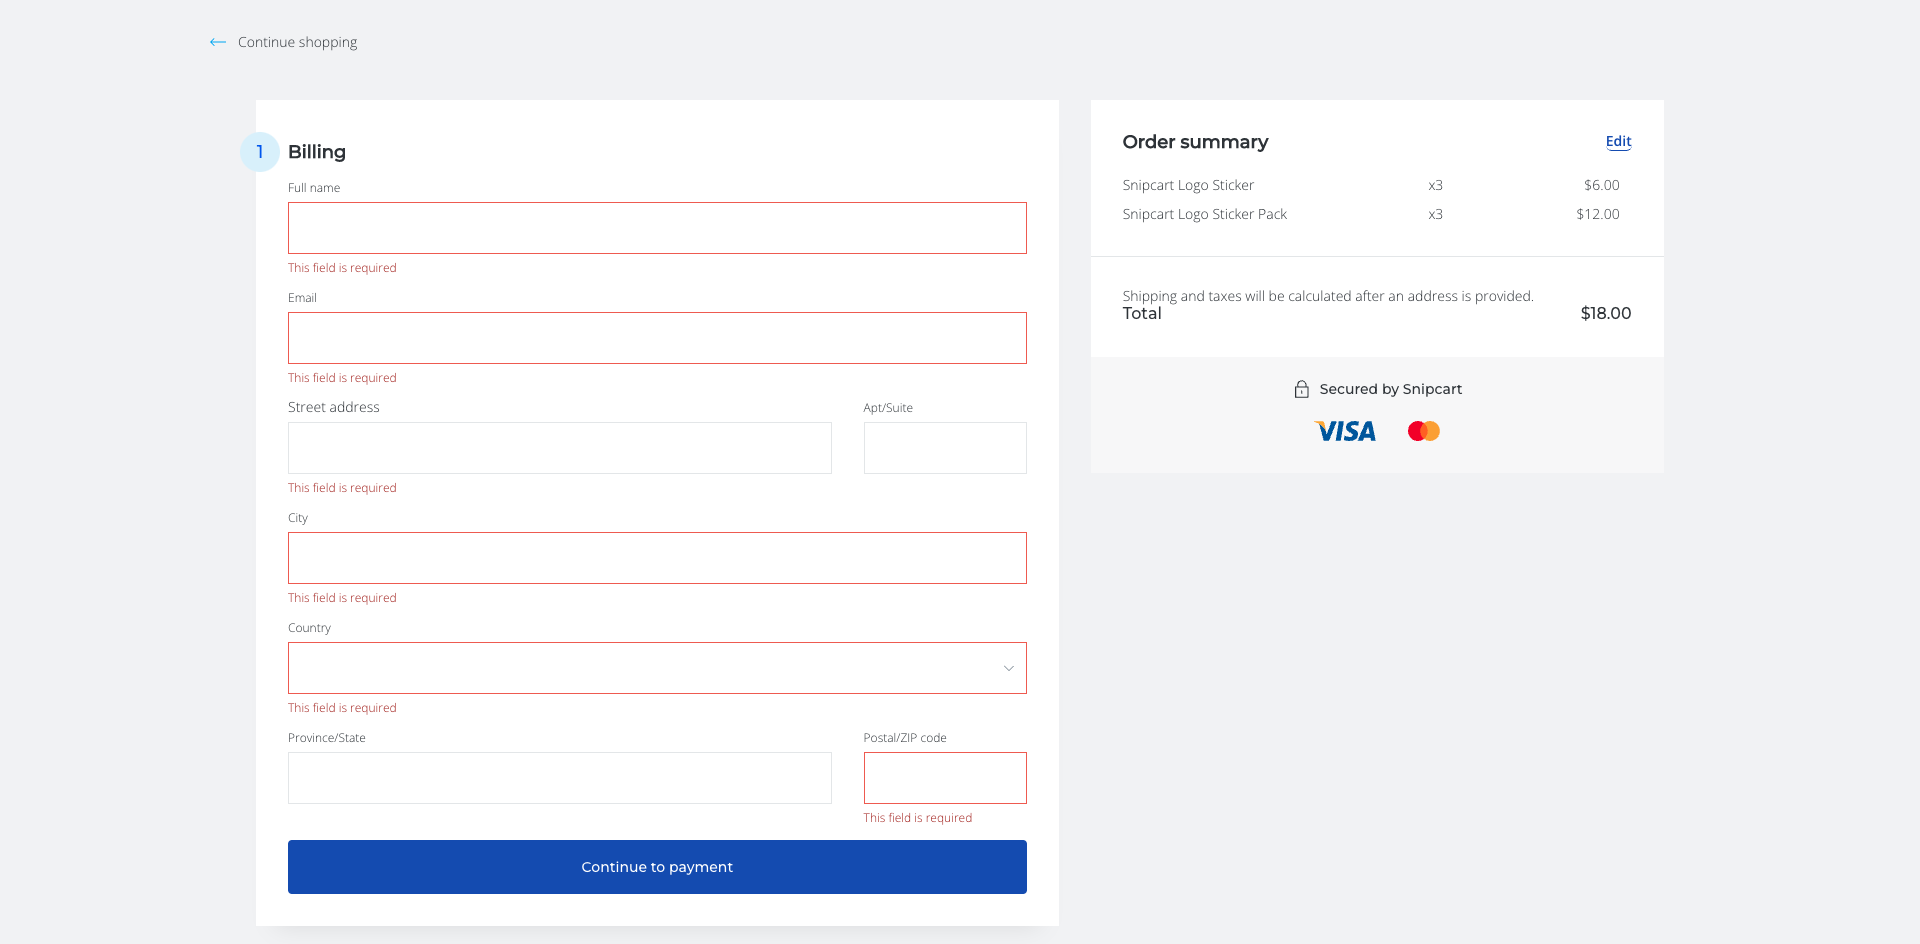 Continue shopping
1
Billing
Full name
This field is required
Email
This field is required
Street address
Apt/Suite
This field is required
City
This field is required
Country
This field is required
Province/State
Postal/ZIP code
This field is required
Continue to payment
Order summary
Edit
Snipcart Logo Sticker x3 $6.00
Snipcart Logo Sticker Pack x3 $12.00
Shipping and taxes will be calculated after an address is provided.
Total $18.00
Secured by Snipcart
VISA